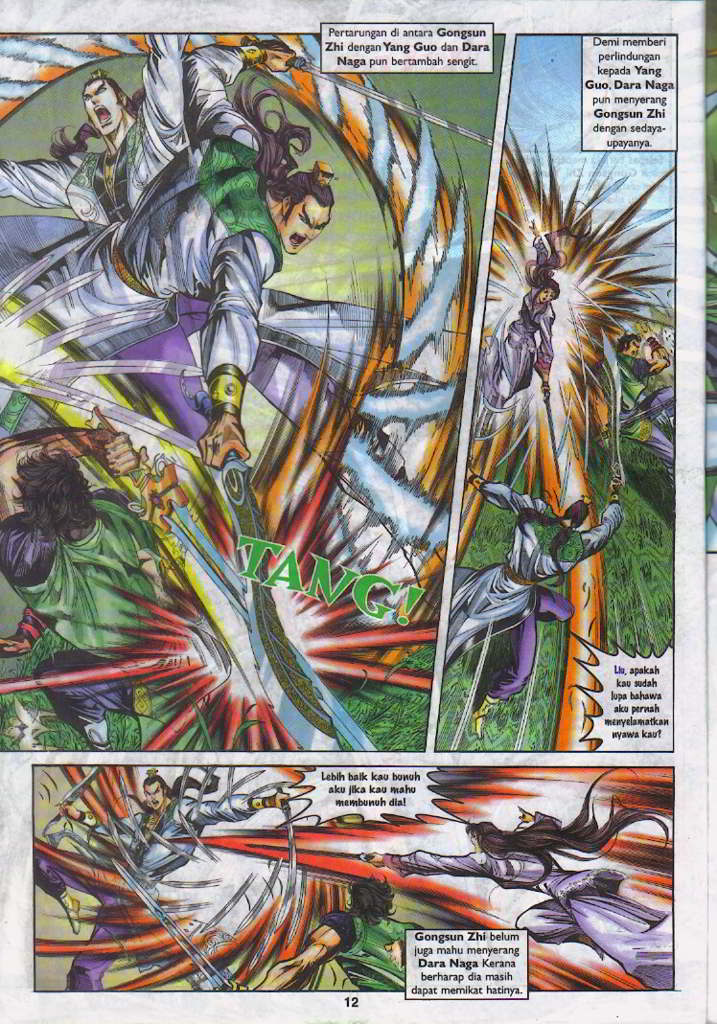 Pertarungan di antara Gongsun
Zhi dengan Yang Guo dan Dara
Naga pun bertambah sengit.
Demi memberi
perlindungan
kepada Yang
Guo, Dara Naga
pun menyerang
Gongsun Zhi
dengan sedaya-
upayanya.
TANG!
Liu, apakah
kau sudah
lupa bahawa
aku pernah
menyelamatkan
nyawa kau?
Lebih baik kau bunuh
aku jika kau mahu
membunuh dia!
Gongsun Zhi belum
juga mahu menyerang
Dara Naga Kerana
berharap dia masih
dapat memikat hatinya.
12